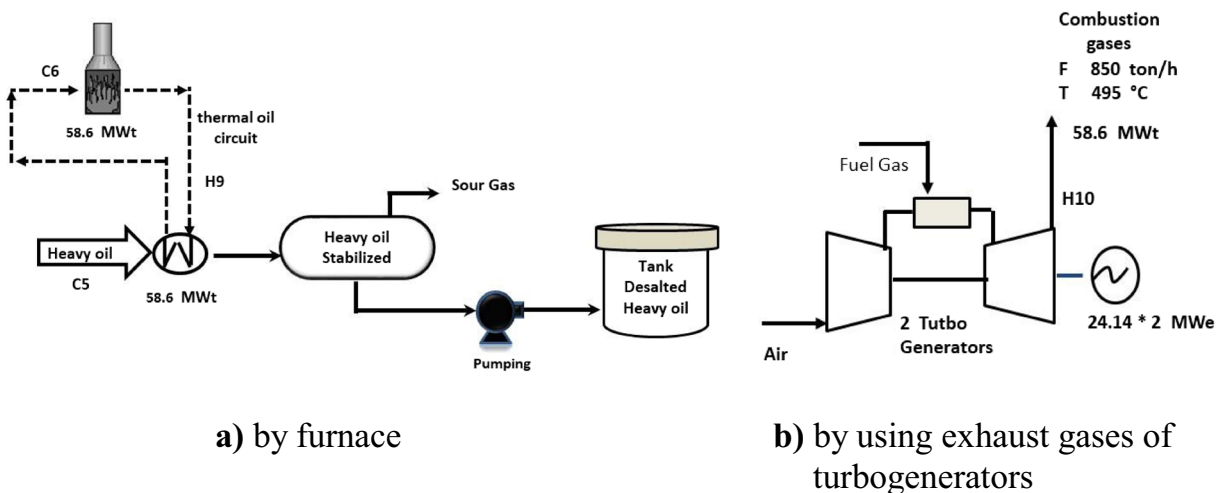 C6
58.6 MWt
thermal oil
circuit
H9
Heavy oil
C5
58.6 MWt
Heavy oil
Stabilized
Sour Gas
Pumping
Tank
Desalted
Heavy oil
a) by furnace
Combustion
gases
F 850 ton/h
T 495 °C
58.6 MWt
Fuel Gas
H10
Air
2 Tutbo
Generators
24.14 * 2 MWe
b) by using exhaust gases of
turbogenerators